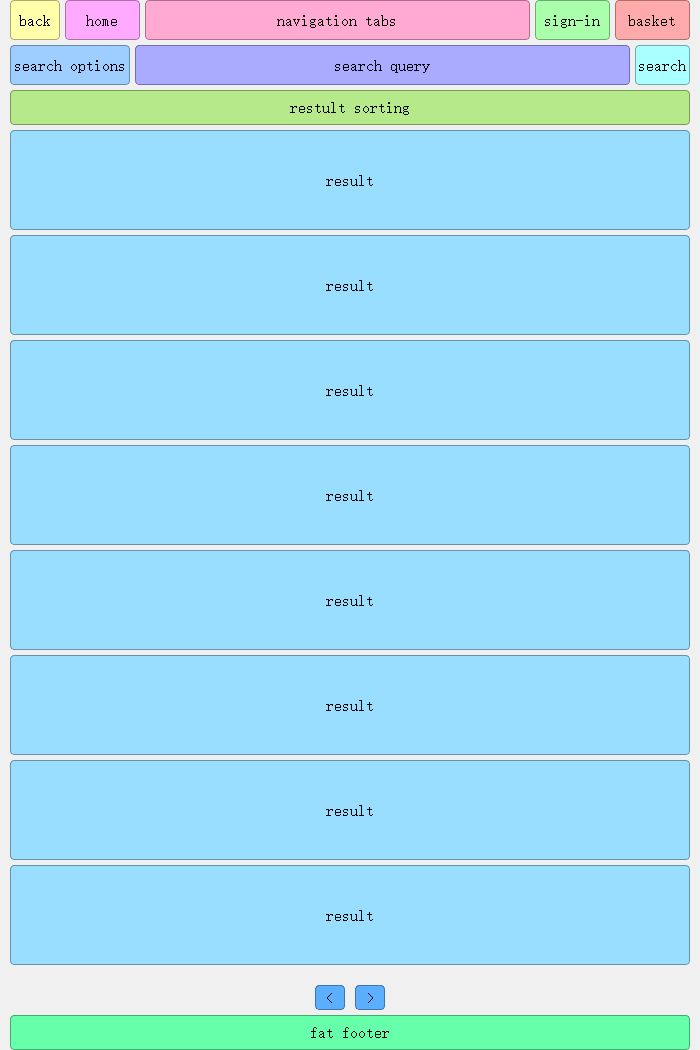 back home navigation tabs sign-in basket
search options search query search
restult sorting
result
result
result
result
result
result
result
result
< >
fat footer